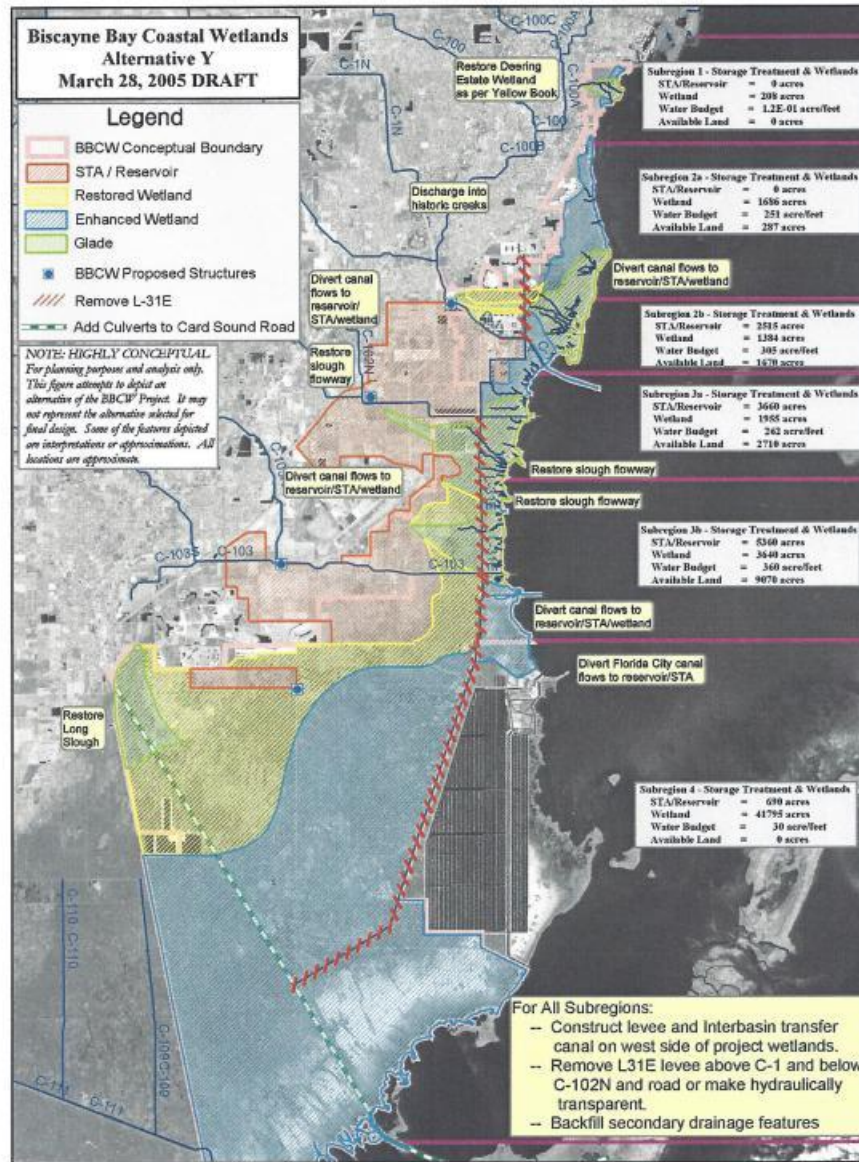 Biscayne Bay Coastal Wetlands
Alternative Y
March 28, 2005 DRAFT
Legend
BBCW Conceptual Boundary
STA / Reservoir
Restored Wetland
Enhanced Wetland
Glade
BBCW Proposed Structures
Remove L-31E
Add Culverts to Card Sound Road
NOTE: HIGHLY CONCEPTUAL
For planning purposes and analysis only.
This figure attempts to depict an
alternative of the BBCW Project. It may
not represent the alternative selected for
final design. Some of the features depicted
are interpretations or approximations. All
locations are approximate.
C-100C
C-100A
C-100
C-1N
Restore Deering
Estate Wetland
as per Yellow Book
C-100A
C-100
C-1N
C-100B
Discharge into
historic creeks
Divert canal
flows to
reservoir/
STA/wetland
Divert canal flows to
reservoir/STA/wetland
Restore
slough
flowway
C-102N
Divert canal flows to
reservoir/STA/wetland
Restore slough flowway
Restore slough flowway
C-103S
C-103
C-103
Divert canal flows to
reservoir/STA/wetland
Divert Florida City canal
flows to reservoir/STA
Restore
Long
Slough
C-110
C-110
C-109
C-109
C-111
C-111
Subregion 1 - Storage Treatment & Wetlands
STA/Reservoir = 0 acres
Wetland = 208 acres
Water Budget = 1.2E-01 acre/feet
Available Land = 0 acres
Subregion 2a - Storage Treatment & Wetlands
STA/Reservoir = 0 acres
Wetland = 1686 acres
Water Budget = 251 acre/feet
Available Land = 287 acres
Subregion 2b - Storage Treatment & Wetlands
STA/Reservoir = 2515 acres
Wetland = 1384 acres
Water Budget = 305 acre/feet
Available Land = 1670 acres
Subregion 3a - Storage Treatment & Wetlands
STA/Reservoir = 3660 acres
Wetland = 1955 acres
Water Budget = 262 acre/feet
Available Land = 2710 acres
Subregion 3b - Storage Treatment & Wetlands
STA/Reservoir = 5360 acres
Wetland = 3640 acres
Water Budget = 360 acre/feet
Available Land = 9070 acres
Subregion 4 - Storage Treatment & Wetlands
STA/Reservoir = 690 acres
Wetland = 41795 acres
Water Budget = 30 acre/feet
Available Land = 0 acres
For All Subregions:
-- Construct levee and Interbasin transfer
canal on west side of project wetlands.
-- Remove L31E levee above C-1 and below
C-102N and road or make hydraulically
transparent.
-- Backfill secondary drainage features